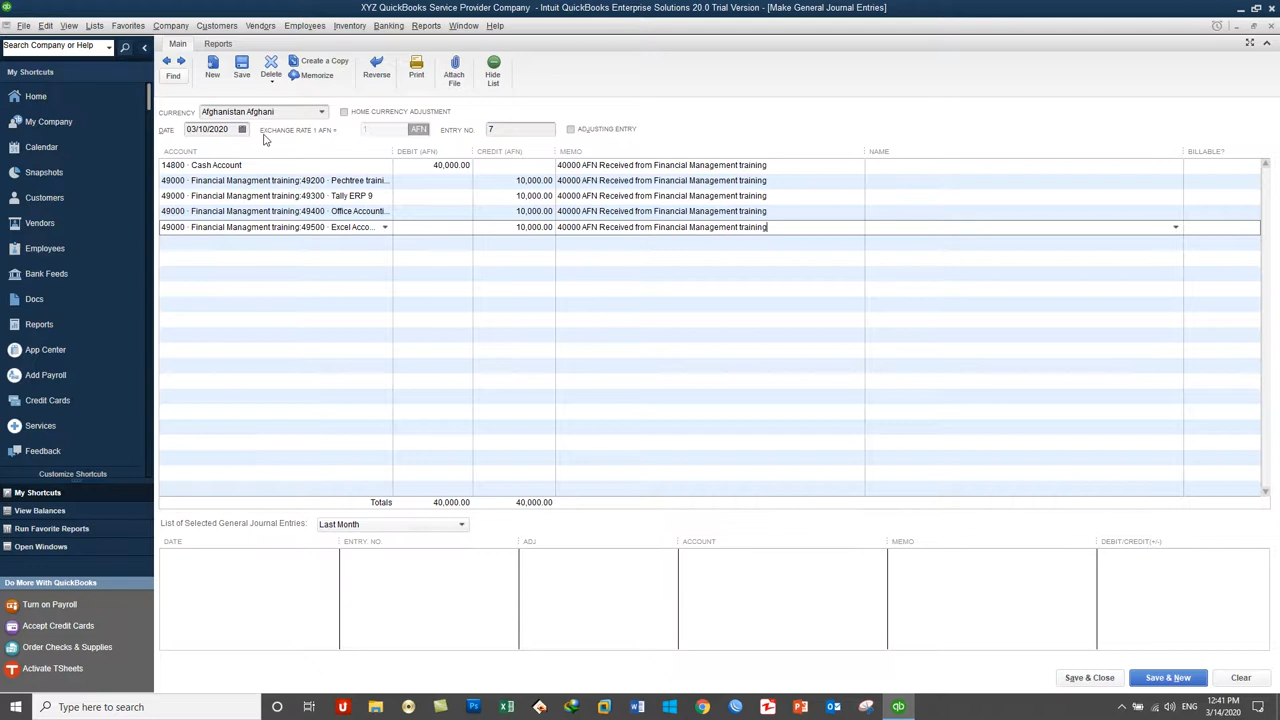 XYZ QuickBooks Service Provider Company - Intuit QuickBooks Enterprise Solutions 20.0 Trial Version - [Make General Journal Entries]
File Edit View Lists Favorites Company Customers Vendors Employees Inventory Banking Reports Window Help
Search Company or Help
Main Reports
Find
New
Save
Delete
Create a Copy
Memorize
Reverse
Print
Attach
File
Hide
List
My Shortcuts
Home
My Company
Calendar
Snapshots
Customers
Vendors
Employees
Bank Feeds
Docs
Reports
App Center
Add Payroll
Credit Cards
Services
Feedback
Customize Shortcuts
My Shortcuts
View Balances
Run Favorite Reports
Open Windows
Do More With QuickBooks
Turn on Payroll
Accept Credit Cards
Order Checks & Supplies
Activate TSheets
CURRENCY Afghanistan Afghani HOME CURRENCY ADJUSTMENT
DATE 03/10/2020 EXCHANGE RATE 1 AFN = 1 AFN ENTRY NO. 7 ADJUSTING ENTRY
ACCOUNT DEBIT (AFN) CREDIT (AFN) MEMO NAME BILLABLE?
14800 · Cash Account 40,000.00 40000 AFN Received from Financial Management training
49000 · Financial Managment training:49200 · Pechtree traini... 10,000.00 40000 AFN Received from Financial Management training
49000 · Financial Managment training:49300 · Tally ERP 9 10,000.00 40000 AFN Received from Financial Management training
49000 · Financial Managment training:49400 · Office Accounti... 10,000.00 40000 AFN Received from Financial Management training
49000 · Financial Managment training:49500 · Excel Acco... 10,000.00 40000 AFN Received from Financial Management training
Totals 40,000.00 40,000.00
List of Selected General Journal Entries: Last Month
DATE ENTRY. NO. ADJ ACCOUNT MEMO DEBIT/CREDIT(+/-)
Save & Close Save & New Clear
Type here to search
ENG
12:41 PM
3/14/2020